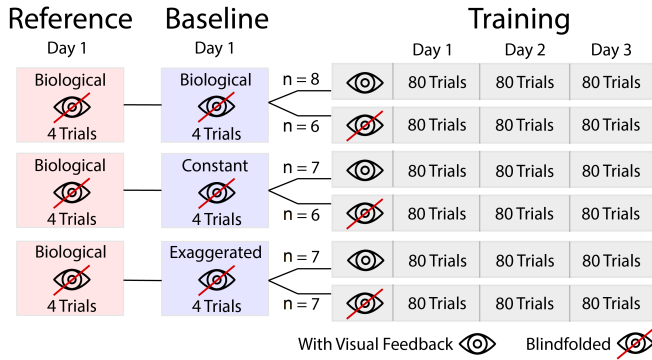 Reference Baseline Training
Day 1 Day 1 Day 1 Day 2 Day 3
Biological Biological n = 8 80 Trials 80 Trials 80 Trials
4 Trials 4 Trials n = 6 80 Trials 80 Trials 80 Trials
Biological Constant n = 7 80 Trials 80 Trials 80 Trials
4 Trials 4 Trials n = 6 80 Trials 80 Trials 80 Trials
Biological Exaggerated n = 7 80 Trials 80 Trials 80 Trials
4 Trials 4 Trials n = 7 80 Trials 80 Trials 80 Trials
With Visual Feedback Blindfolded